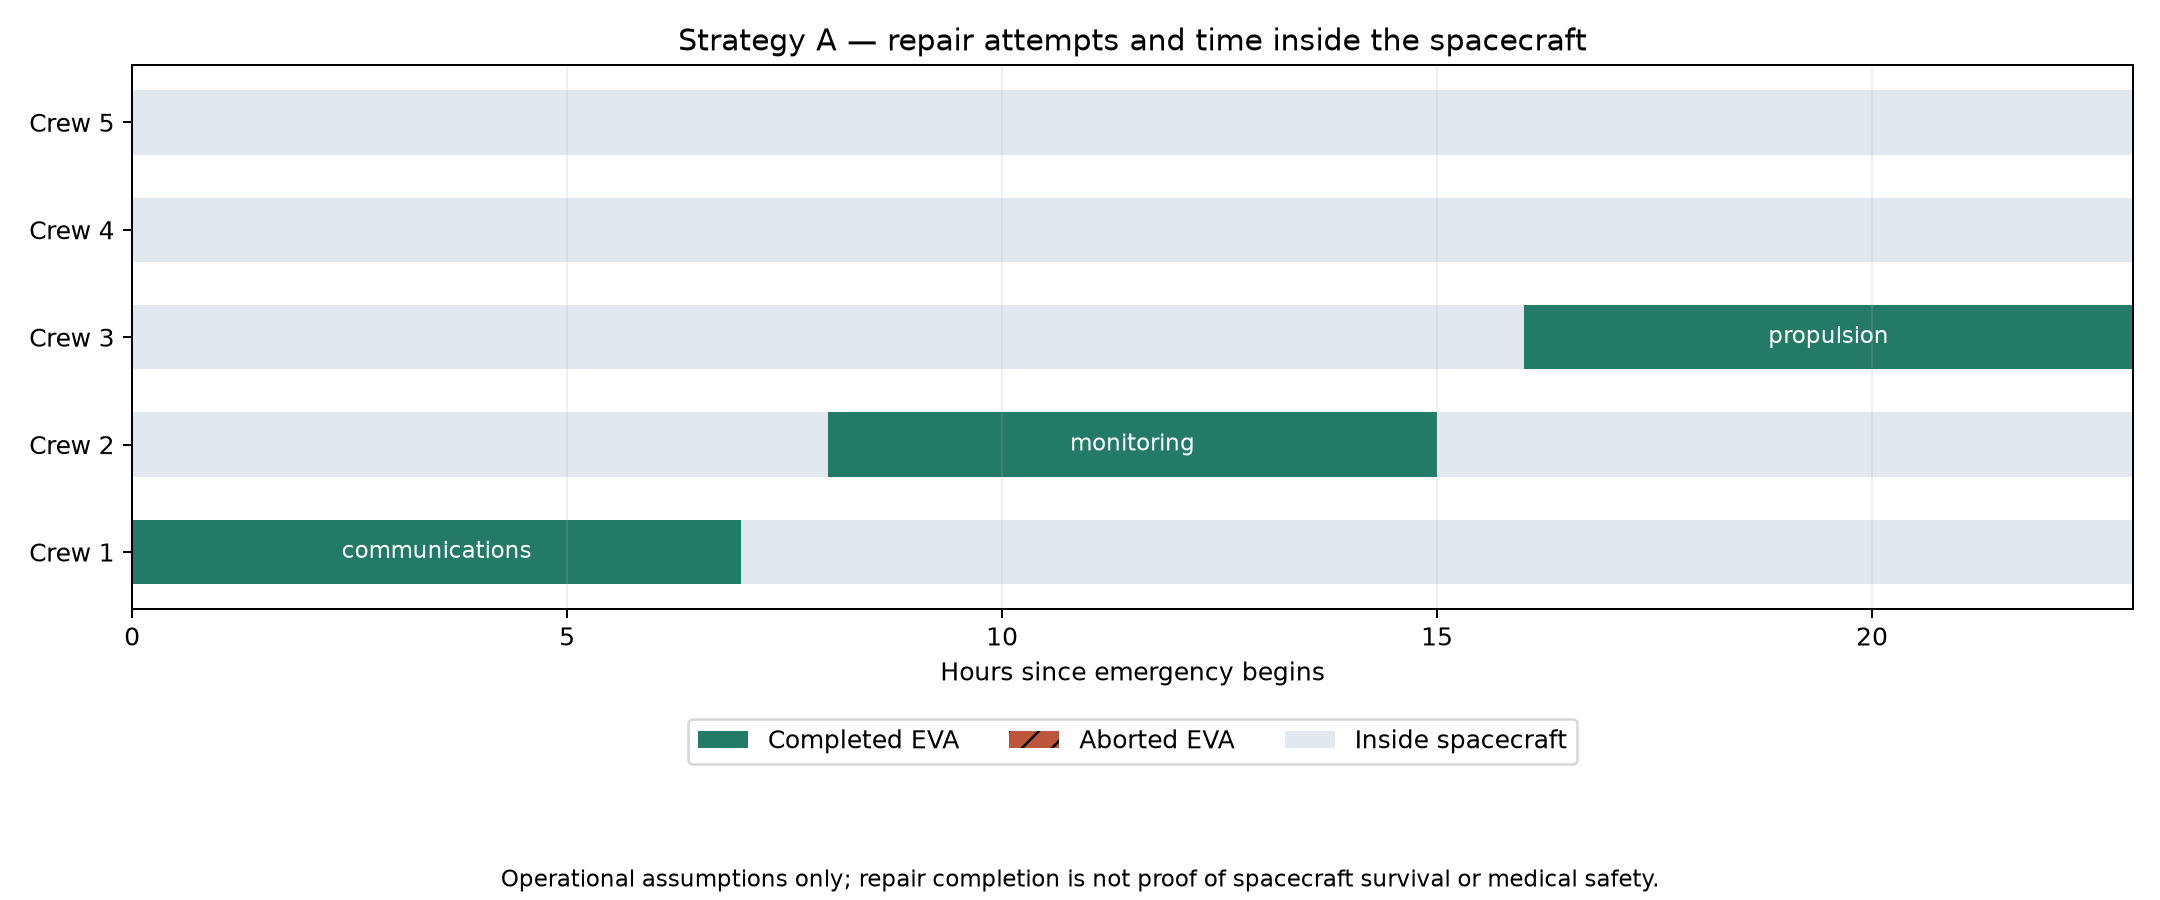 Strategy A — repair attempts and time inside the spacecraft
Crew 5
Crew 4
Crew 3
propulsion
Crew 2
monitoring
Crew 1
communications
0 5 10 15 20
Hours since emergency begins
Completed EVA Aborted EVA Inside spacecraft
Operational assumptions only; repair completion is not proof of spacecraft survival or medical safety.